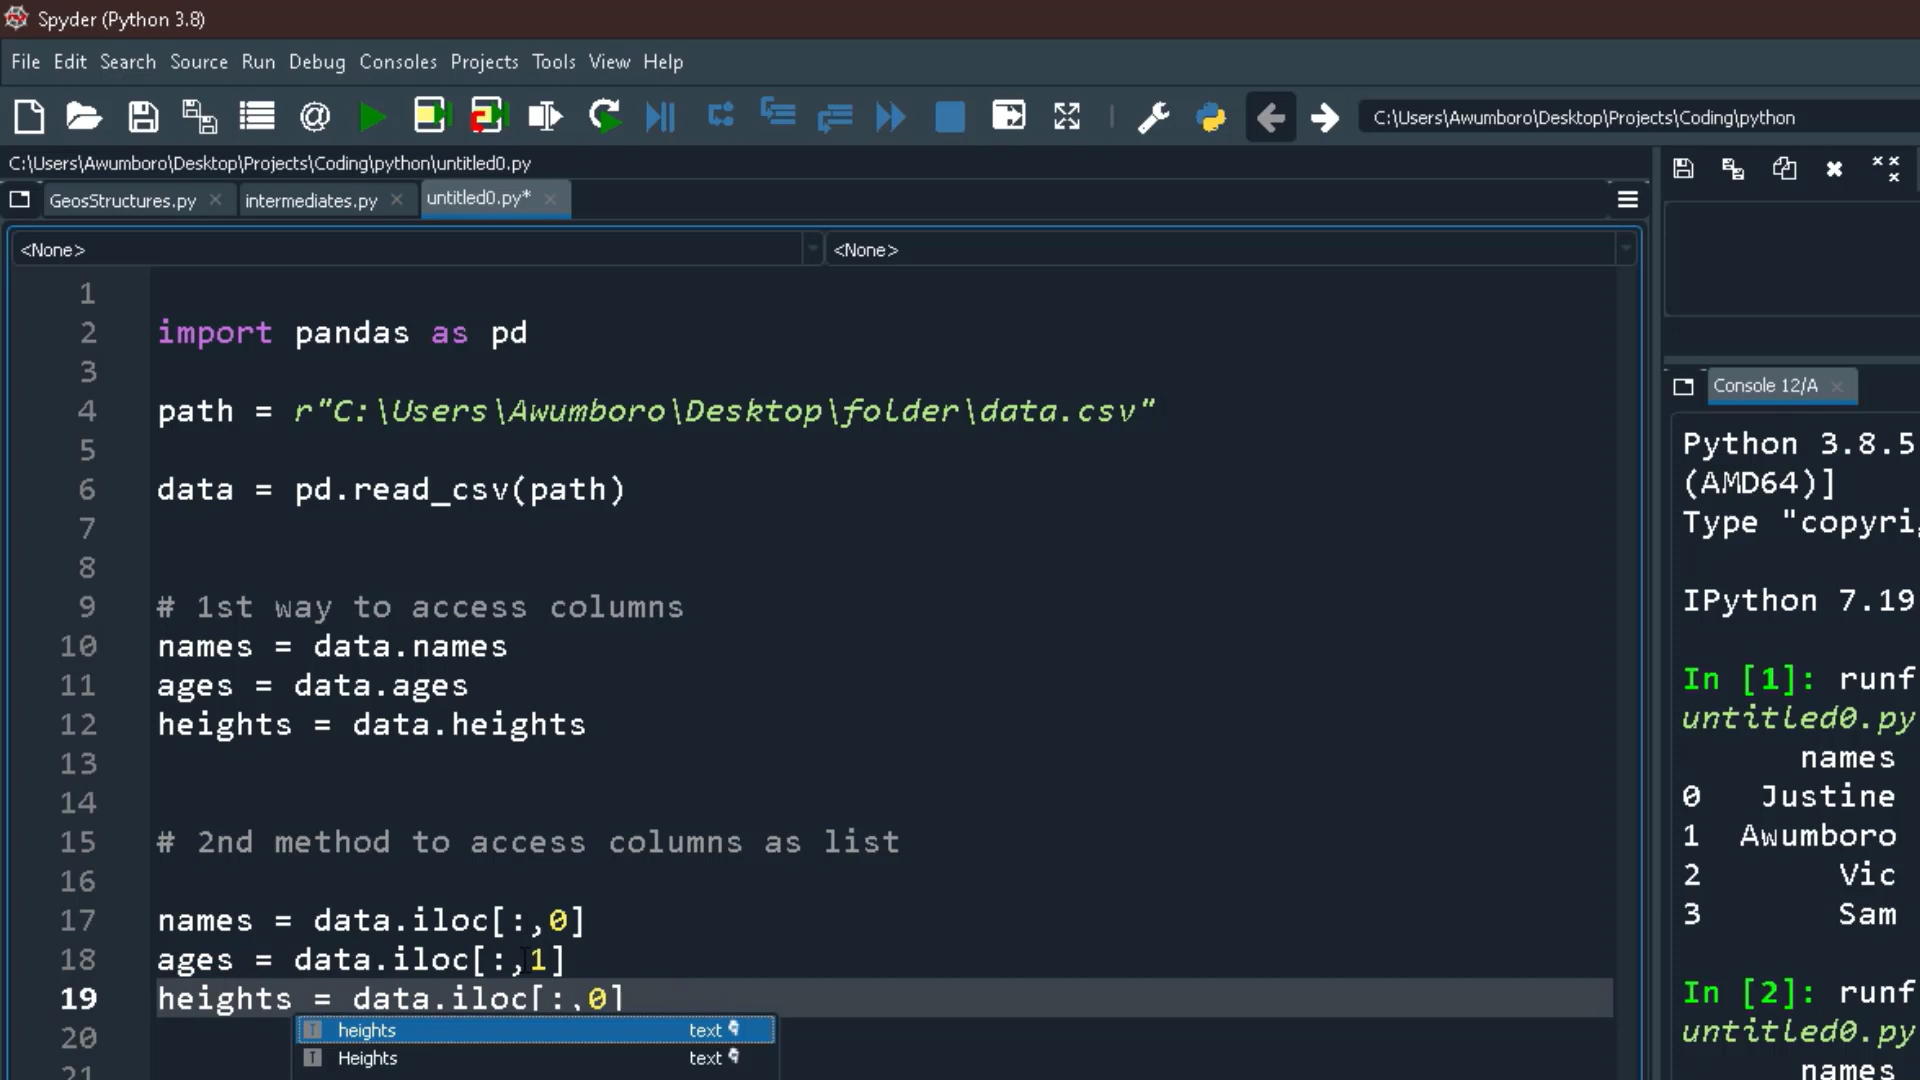 Spyder (Python 3.8)
File Edit Search Source Run Debug Consoles Projects Tools View Help
C:\Users\Awumboro\Desktop\Projects\Coding\python
C:\Users\Awumboro\Desktop\Projects\Coding\python\untitled0.py
GeosStructures.py intermediates.py untitled0.py*
<None> <None>
1
2 import pandas as pd
3
4 path = r"C:\Users\Awumboro\Desktop\folder\data.csv"
5
6 data = pd.read_csv(path)
7
8
9 # 1st way to access columns
10 names = data.names
11 ages = data.ages
12 heights = data.heights
13
14
15 # 2nd method to access columns as list
16
17 names = data.iloc[:,0]
18 ages = data.iloc[:,1]
19 heights = data.iloc[:,0]
20
21
heights text
Heights text
Console 12/A
Python 3.8.5
(AMD64)]
Type "copyri
IPython 7.19
In [1]: runf
untitled0.py
names
0 Justine
1 Awumboro
2 Vic
3 Sam
In [2]: runf
untitled0.py
names